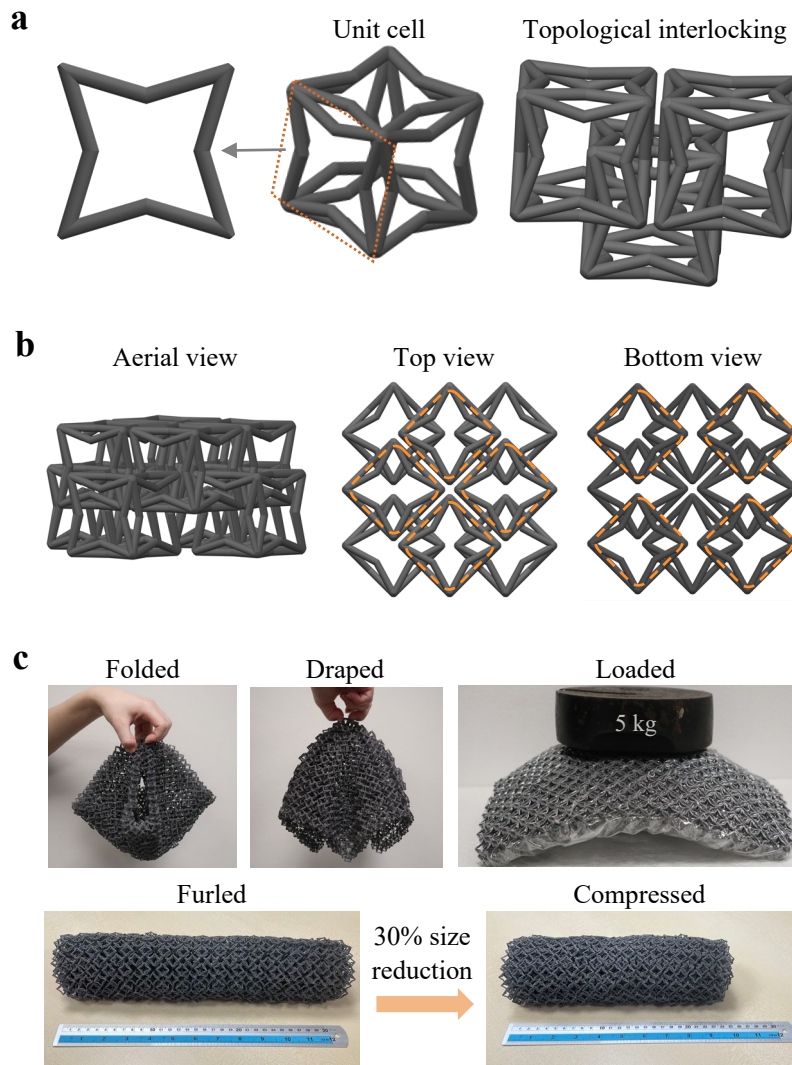 a
Unit cell
Topological interlocking
b
Aerial view
Top view
Bottom view
c
Folded
Draped
Loaded
5 kg
Furled
Compressed
30% size
reduction